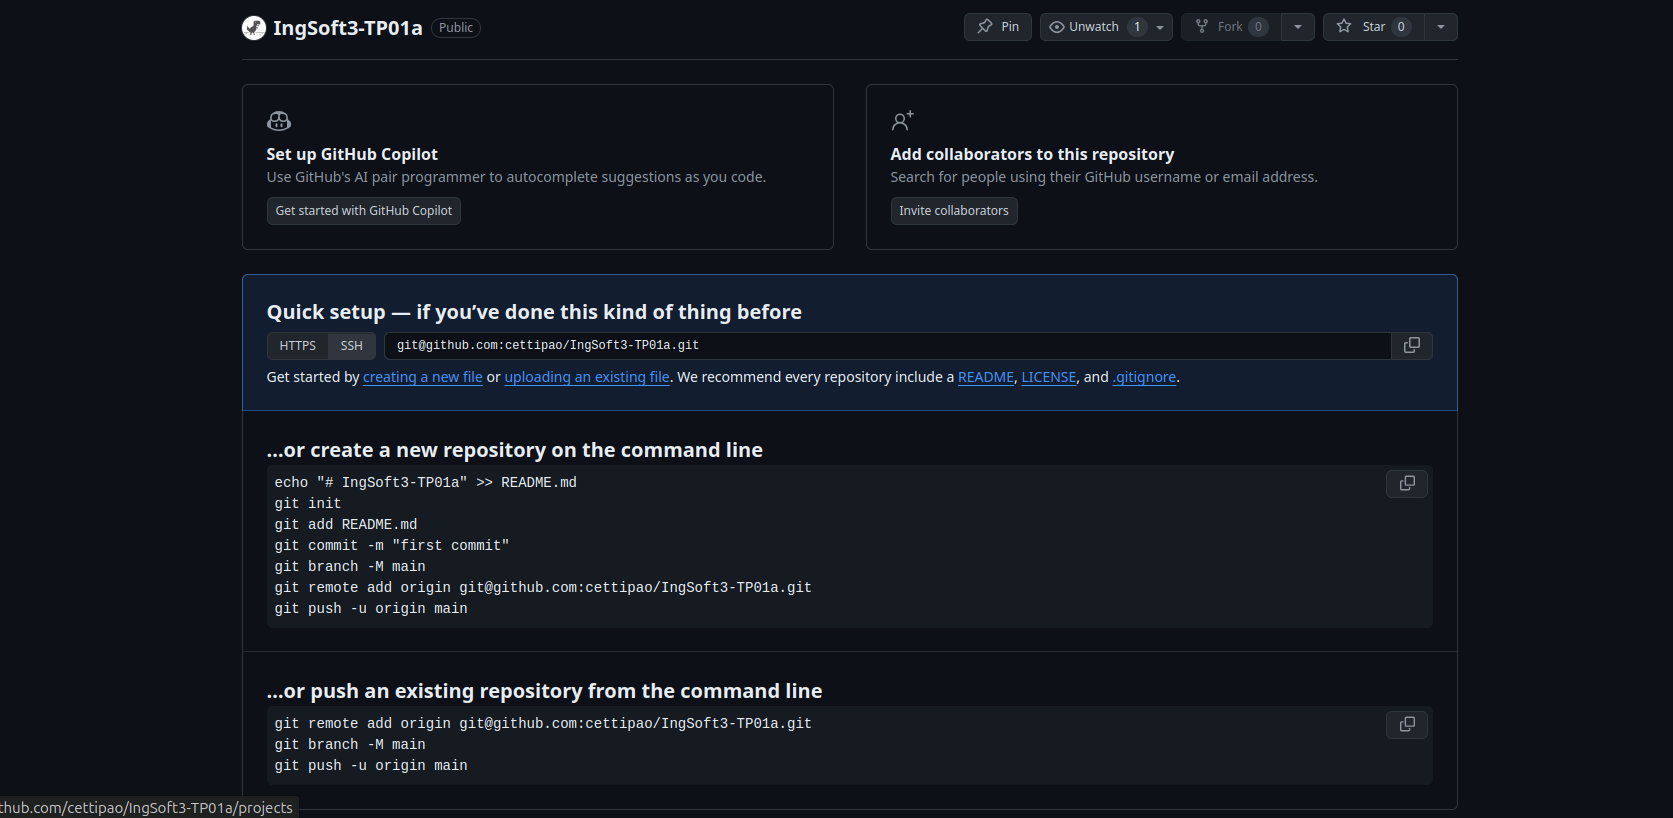 IngSoft3-TP01a Public Pin Unwatch 1 Fork 0 Star 0
Set up GitHub Copilot
Use GitHub's AI pair programmer to autocomplete suggestions as you code.
Get started with GitHub Copilot
Add collaborators to this repository
Search for people using their GitHub username or email address.
Invite collaborators
Quick setup — if you’ve done this kind of thing before
HTTPS SSH git@github.com:cettipao/IngSoft3-TP01a.git
Get started by creating a new file or uploading an existing file. We recommend every repository include a README, LICENSE, and .gitignore.
…or create a new repository on the command line
echo "# IngSoft3-TP01a" >> README.md
git init
git add README.md
git commit -m "first commit"
git branch -M main
git remote add origin git@github.com:cettipao/IngSoft3-TP01a.git
git push -u origin main
…or push an existing repository from the command line
git remote add origin git@github.com:cettipao/IngSoft3-TP01a.git
git branch -M main
git push -u origin main
thub.com/cettipao/IngSoft3-TP01a/projects